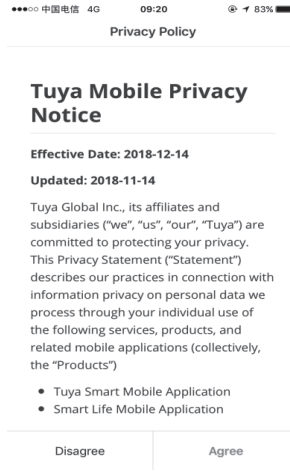 中国电信 4G 09:20 83%
Privacy Policy
Tuya Mobile Privacy
Notice
Effective Date: 2018-12-14
Updated: 2018-11-14
Tuya Global Inc., its affiliates and
subsidiaries (“we”, “us”, “our”, “Tuya”) are
committed to protecting your privacy.
This Privacy Statement (“Statement”)
describes our practices in connection with
information privacy on personal data we
process through your individual use of
the following services, products, and
related mobile applications (collectively,
the “Products”)
• Tuya Smart Mobile Application
• Smart Life Mobile Application
Disagree Agree